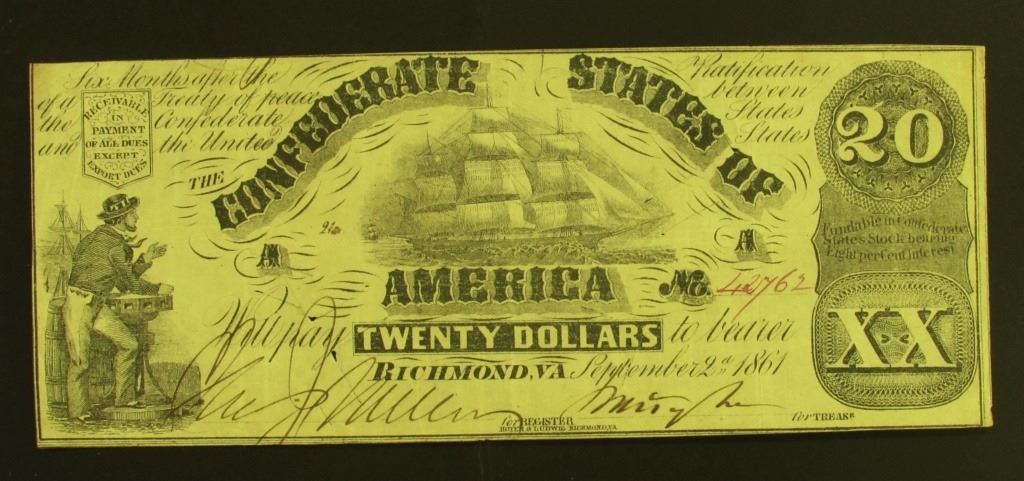 Six Months after the
of a Treaty of peace
the Confederate
and the United
Ratification
between
States
States
RECEIVABLE
IN
PAYMENT
OF ALL DUES
EXCEPT
EXPORT DUES
THE
CONFEDERATE STATES OF
AMERICA
A
A
No. 42762
20
Fundable in Confederate
States Stock bearing
Eight per Cent interest
XX
Will pay TWENTY DOLLARS to bearer
RICHMOND, VA September 2d 1861
for REGISTER
for TREAS R
HOYER & LUDWIG RICHMOND, VA